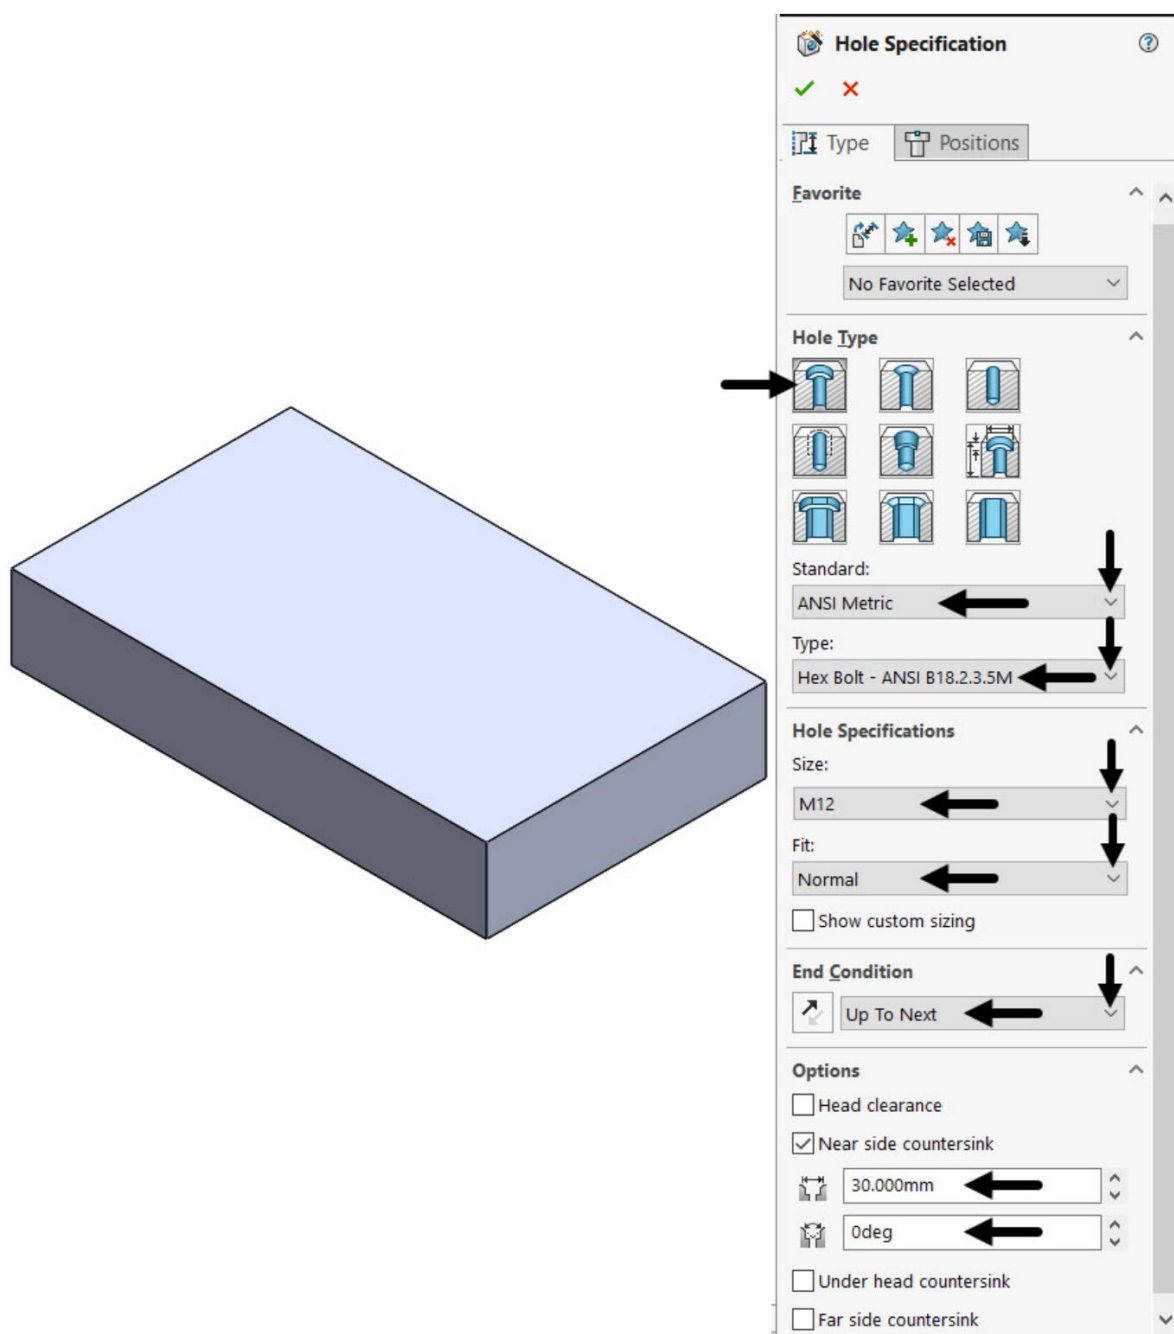 Hole Specification
Type
Positions
Favorite
No Favorite Selected
Hole Type
Standard:
ANSI Metric
Type:
Hex Bolt - ANSI B18.2.3.5M
Hole Specifications
Size:
M12
Fit:
Normal
Show custom sizing
End Condition
Up To Next
Options
Head clearance
Near side countersink
30.000mm
0deg
Under head countersink
Far side countersink